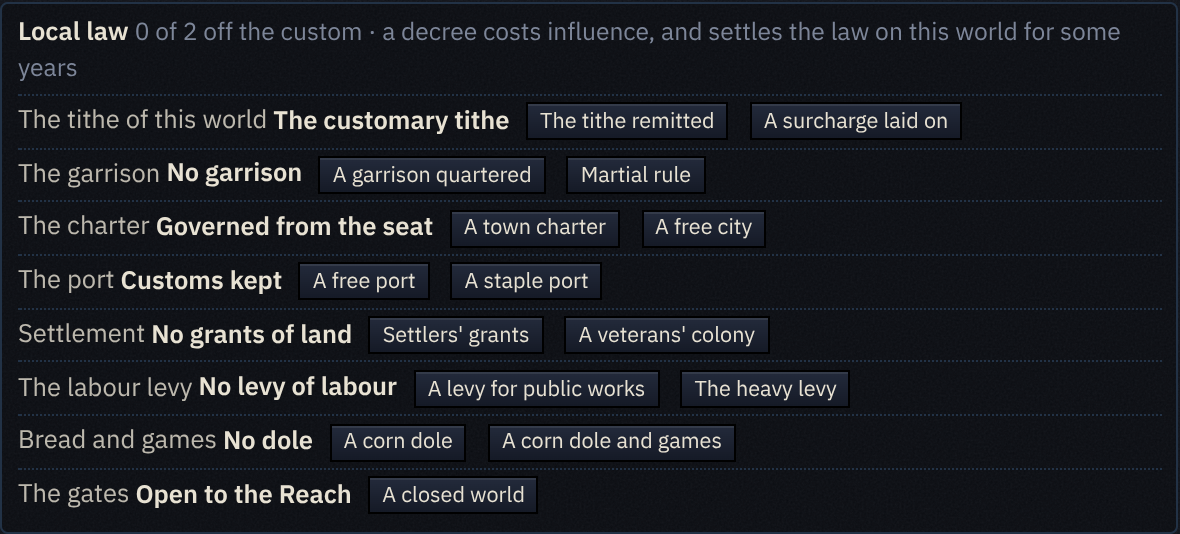 Local law 0 of 2 off the custom · a decree costs influence, and settles the law on this world for some
years
The tithe of this world The customary tithe The tithe remitted A surcharge laid on
The garrison No garrison A garrison quartered Martial rule
The charter Governed from the seat A town charter A free city
The port Customs kept A free port A staple port
Settlement No grants of land Settlers' grants A veterans' colony
The labour levy No levy of labour A levy for public works The heavy levy
Bread and games No dole A corn dole A corn dole and games
The gates Open to the Reach A closed world